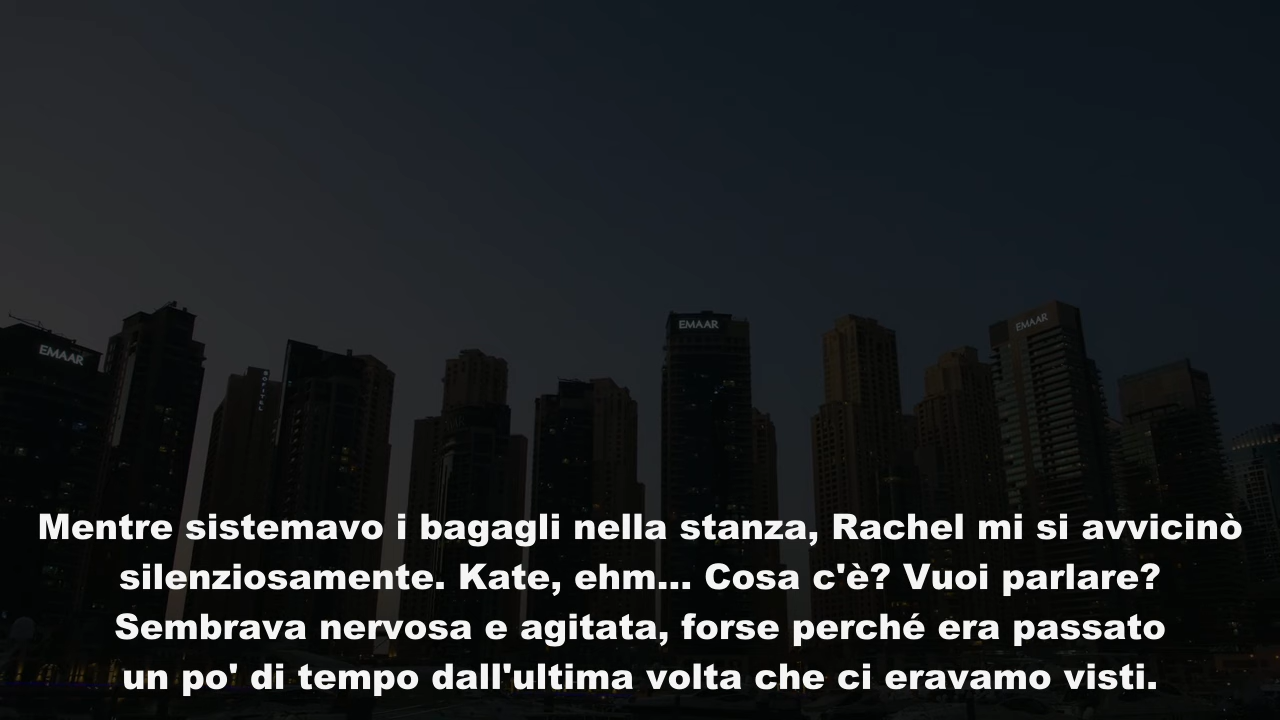 EMAAR
SOFITEL
EMAAR
EMAAR
Mentre sistemavo i bagagli nella stanza, Rachel mi si avvicinò
silenziosamente. Kate, ehm... Cosa c'è? Vuoi parlare?
Sembrava nervosa e agitata, forse perché era passato
un po' di tempo dall'ultima volta che ci eravamo visti.